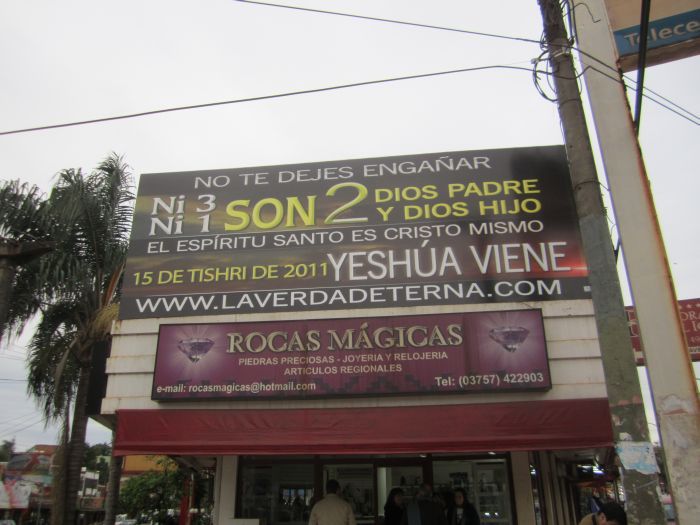 NO TE DEJES ENGAÑAR
Ni 3
Ni 1
SON 2
DIOS PADRE
Y DIOS HIJO
EL ESPÍRITU SANTO ES CRISTO MISMO
15 DE TISHRI DE 2011 YESHÚA VIENE
WWW.LAVERDADETERNA.COM
ROCAS MÁGICAS
PIEDRAS PRECIOSAS - JOYERIA Y RELOJERIA
ARTICULOS REGIONALES
e-mail: rocasmagicas@hotmail.com
Tel: (03757) 422903
Telece